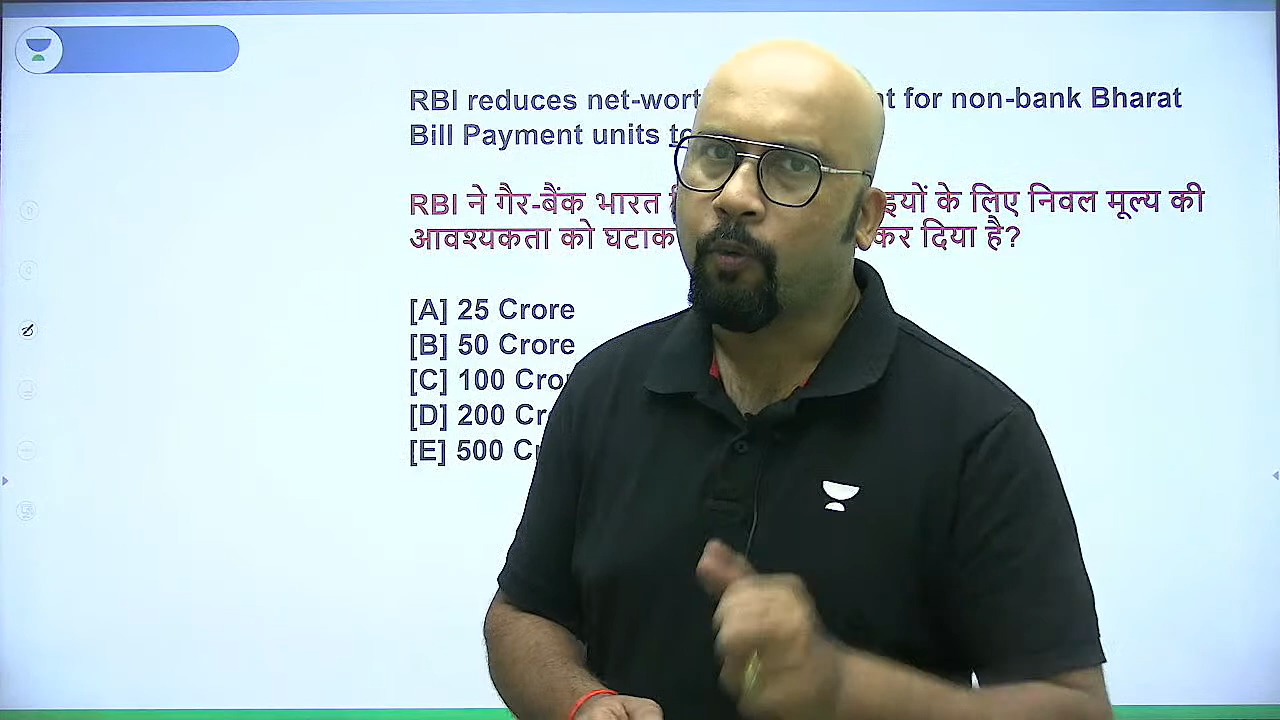 RBI reduces net-wort t for non-bank Bharat
Bill Payment units
RBI ने गैर-बैंक भारत के लिए निवल मूल्य की
आवश्यकता को घटाक कर दिया है?
[A] 25 Crore
[B] 50 Crore
[C] 100 Cro
[D] 200 Cr
[E] 500 C